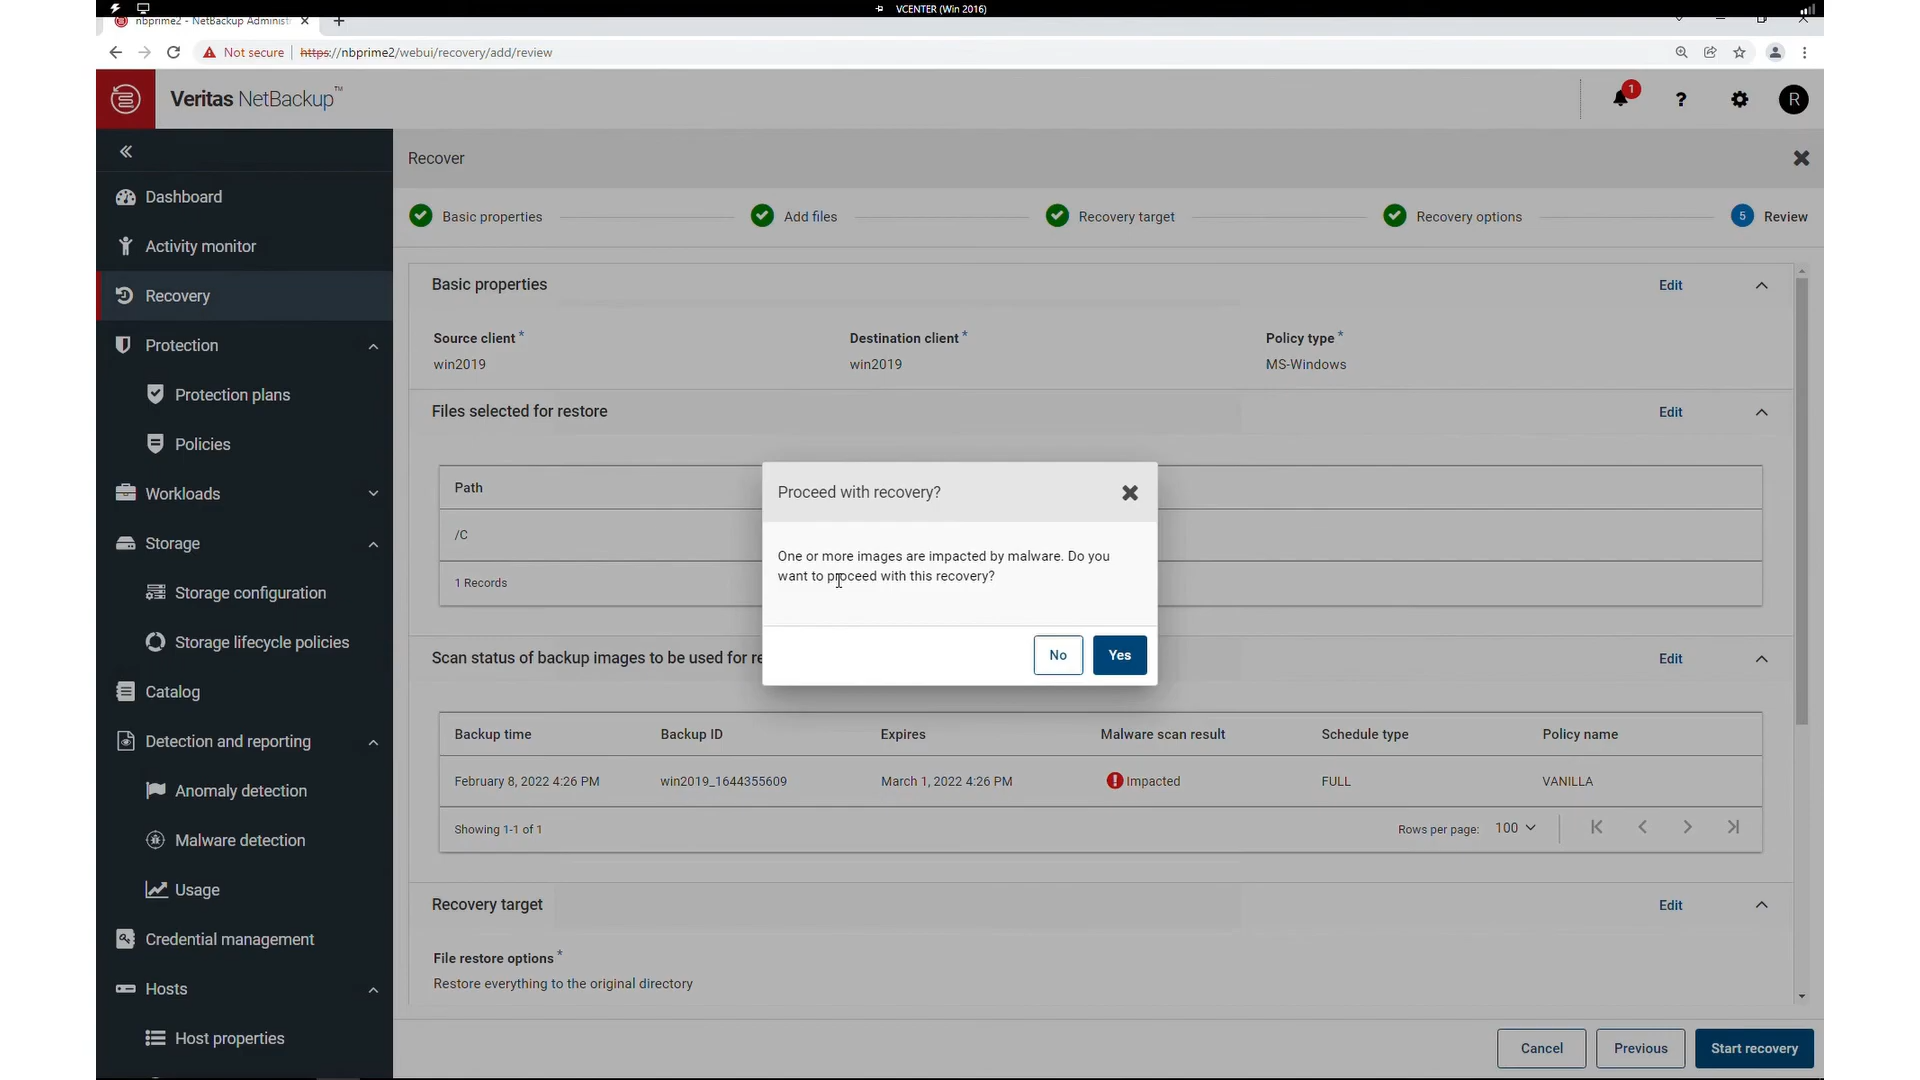 VCENTER (Win 2016)
nbprime2 - NetBackup Administ
Not secure https://nbprime2/webui/recovery/add/review
Veritas NetBackup™
1
?
R
Recover
Basic properties
Add files
Recovery target
Recovery options
5 Review
Dashboard
Activity monitor
Recovery
Protection
Protection plans
Policies
Workloads
Storage
Storage configuration
Storage lifecycle policies
Catalog
Detection and reporting
Anomaly detection
Malware detection
Usage
Credential management
Hosts
Host properties
Basic properties Edit
Source client * Destination client * Policy type *
win2019 win2019 MS-Windows
Files selected for restore Edit
Path
/C
1 Records
Proceed with recovery?
One or more images are impacted by malware. Do you
want to proceed with this recovery?
No Yes
Scan status of backup images to be used for re Edit
Backup time Backup ID Expires Malware scan result Schedule type Policy name
February 8, 2022 4:26 PM win2019_1644355609 March 1, 2022 4:26 PM Impacted FULL VANILLA
Showing 1-1 of 1 Rows per page: 100
Recovery target Edit
File restore options *
Restore everything to the original directory
Cancel Previous Start recovery